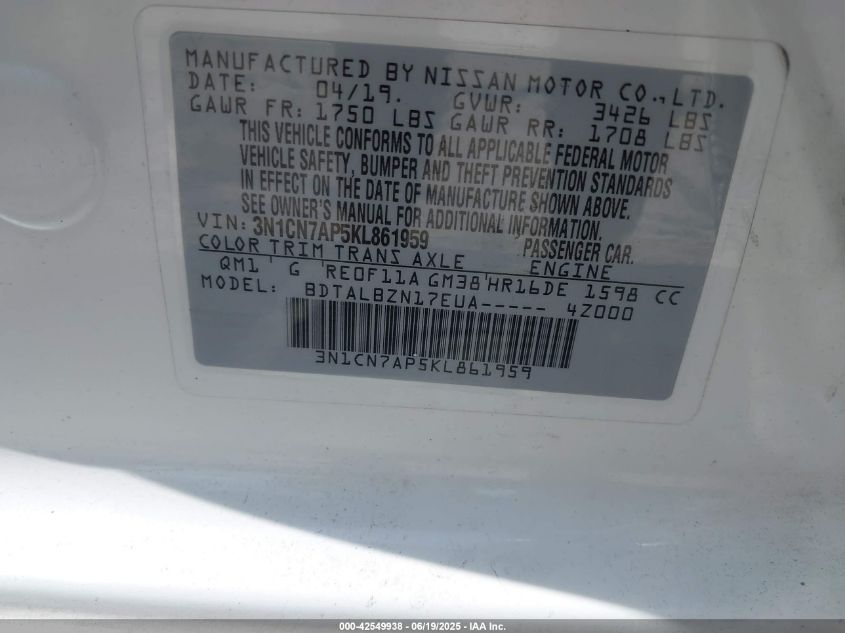 MANUFACTURED BY NISSAN MOTOR CO., LTD.
DATE: 04/19. GVWR: 3426 LBS
GAWR FR: 1750 LBS GAWR RR: 1708 LBS
THIS VEHICLE CONFORMS TO ALL APPLICABLE FEDERAL MOTOR
VEHICLE SAFETY, BUMPER AND THEFT PREVENTION STANDARDS
IN EFFECT ON THE DATE OF MANUFACTURE SHOWN ABOVE.
SEE OWNER'S MANUAL FOR ADDITIONAL INFORMATION.
VIN: 3N1CN7AP5KL861959 PASSENGER CAR.
COLOR TRIM TRANS AXLE ENGINE
QM1 ' G 'RE0F11A GM38'HR16DE 1598 CC
MODEL: BDTALBZN17EUA----- 4Z000
3N1CN7AP5KL861959
000-42549938 - 06/19/2025 - IAA Inc.